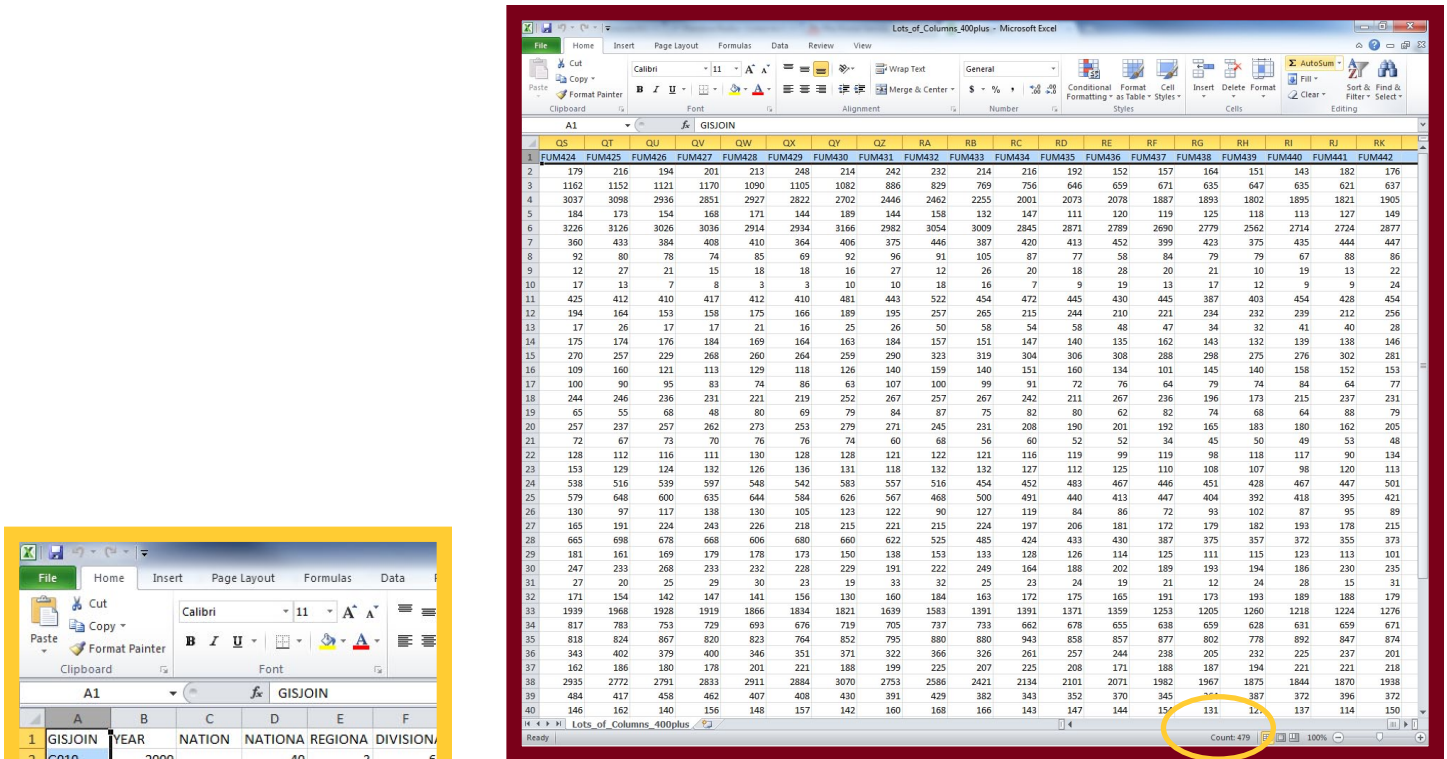 Lots_of_Columns_400plus - Microsoft Excel
File Home Insert Page Layout Formulas Data Review View
Cut Calibri 11 Wrap Text General Σ AutoSum
Copy Fill
Paste Format Painter B I U Merge & Center $ % , Conditional Formatting Format as Table Cell Styles Insert Delete Format Clear Sort & Filter Find & Select
Clipboard Font Alignment Number Styles Cells Editing
A1 fx GISJOIN
QS QT QU QV QW QX QY QZ RA RB RC RD RE RF RG RH RI RJ RK
1 FUM424 FUM425 FUM426 FUM427 FUM428 FUM429 FUM430 FUM431 FUM432 FUM433 FUM434 FUM435 FUM436 FUM437 FUM438 FUM439 FUM440 FUM441 FUM442
2 179 216 194 201 213 248 214 242 232 214 216 192 152 157 164 151 143 182 176
3 1162 1152 1121 1170 1090 1105 1082 886 829 769 756 646 659 671 635 647 635 621 637
4 3037 3098 2936 2851 2927 2822 2702 2446 2462 2255 2001 2073 2078 1887 1893 1802 1895 1821 1905
5 184 173 154 168 171 144 189 144 158 132 147 111 120 119 125 118 113 127 149
6 3226 3126 3026 3036 2914 2934 3166 2982 3054 3009 2845 2871 2789 2690 2779 2562 2714 2724 2877
7 360 433 384 408 410 364 406 375 446 387 420 413 452 399 423 375 435 444 447
8 92 80 78 74 85 69 92 96 91 105 87 77 58 84 79 79 67 88 86
9 12 27 21 15 18 18 16 27 12 26 20 18 28 20 21 10 19 13 22
10 17 13 7 8 3 3 10 10 18 16 7 9 19 13 17 12 9 9 24
11 425 412 410 417 412 410 481 443 522 454 472 445 430 445 387 403 454 428 454
12 194 164 153 158 175 166 189 195 257 265 215 244 210 221 234 232 239 212 256
13 17 26 17 17 21 16 25 26 50 58 54 58 48 47 34 32 41 40 28
14 175 174 176 184 169 164 163 184 157 151 147 140 135 162 143 132 139 138 146
15 270 257 229 268 260 264 259 290 323 319 304 306 308 288 298 275 276 302 281
16 109 160 121 113 129 118 126 140 159 140 151 160 134 101 145 140 158 152 153
17 100 90 95 83 74 86 63 107 100 99 91 72 76 64 79 74 84 64 77
18 244 246 236 231 221 219 252 267 257 267 242 211 267 236 196 173 215 237 231
19 65 55 68 48 80 69 79 84 87 75 82 80 62 82 74 68 64 88 79
20 257 237 257 262 273 253 279 271 245 231 208 190 201 192 165 183 180 162 205
21 72 67 73 70 76 76 74 60 68 56 60 52 52 34 45 50 49 53 48
22 128 112 116 111 130 128 128 121 122 121 116 119 99 119 98 118 117 90 134
23 153 129 124 132 126 136 131 118 132 132 127 112 125 110 108 107 98 120 113
24 538 516 539 597 548 542 583 557 516 454 452 483 467 446 451 428 467 447 501
25 579 648 600 635 644 584 626 567 468 500 491 440 413 447 404 392 418 395 421
26 130 97 117 138 130 105 123 122 90 127 119 84 86 72 93 102 87 95 89
27 165 191 224 243 226 218 215 221 215 224 197 206 181 172 179 182 193 178 215
28 665 698 678 668 606 680 660 622 525 485 424 433 430 387 375 357 372 355 373
29 181 161 169 179 178 173 150 138 153 133 128 126 114 125 111 115 123 113 101
30 247 233 268 233 232 228 229 191 222 249 164 188 202 189 193 194 186 230 235
31 27 20 25 29 30 23 19 33 32 25 23 24 19 21 12 24 28 15 31
32 171 154 142 147 141 156 130 160 184 163 172 175 165 191 173 193 189 188 179
33 1939 1968 1928 1919 1866 1834 1821 1639 1583 1391 1391 1371 1359 1253 1205 1260 1218 1224 1276
34 817 783 753 729 693 676 719 705 737 733 662 678 655 638 659 628 631 659 671
35 818 824 867 820 823 764 852 795 880 880 943 858 857 877 802 778 892 847 874
36 343 402 379 400 346 351 371 322 366 326 261 257 244 238 205 232 225 237 201
37 162 186 180 178 201 221 188 199 225 207 225 208 171 188 187 194 221 221 218
38 2935 2772 2791 2833 2911 2884 3070 2753 2586 2421 2134 2101 2071 1982 1967 1875 1844 1870 1938
39 484 417 458 462 407 408 430 391 429 382 343 352 370 345 387 372 396 372
40 146 162 140 156 148 157 142 160 168 166 143 147 144 154 131 137 114 150
Lots_of_Columns_400plus
Ready Count: 479 100%
File Home Insert Page Layout Formulas Data
Cut Calibri 11
Copy
Paste Format Painter B I U
Clipboard Font
A1 fx GISJOIN
A B C D E F
1 GISJOIN YEAR NATION NATIONA REGIONA DIVISIONA